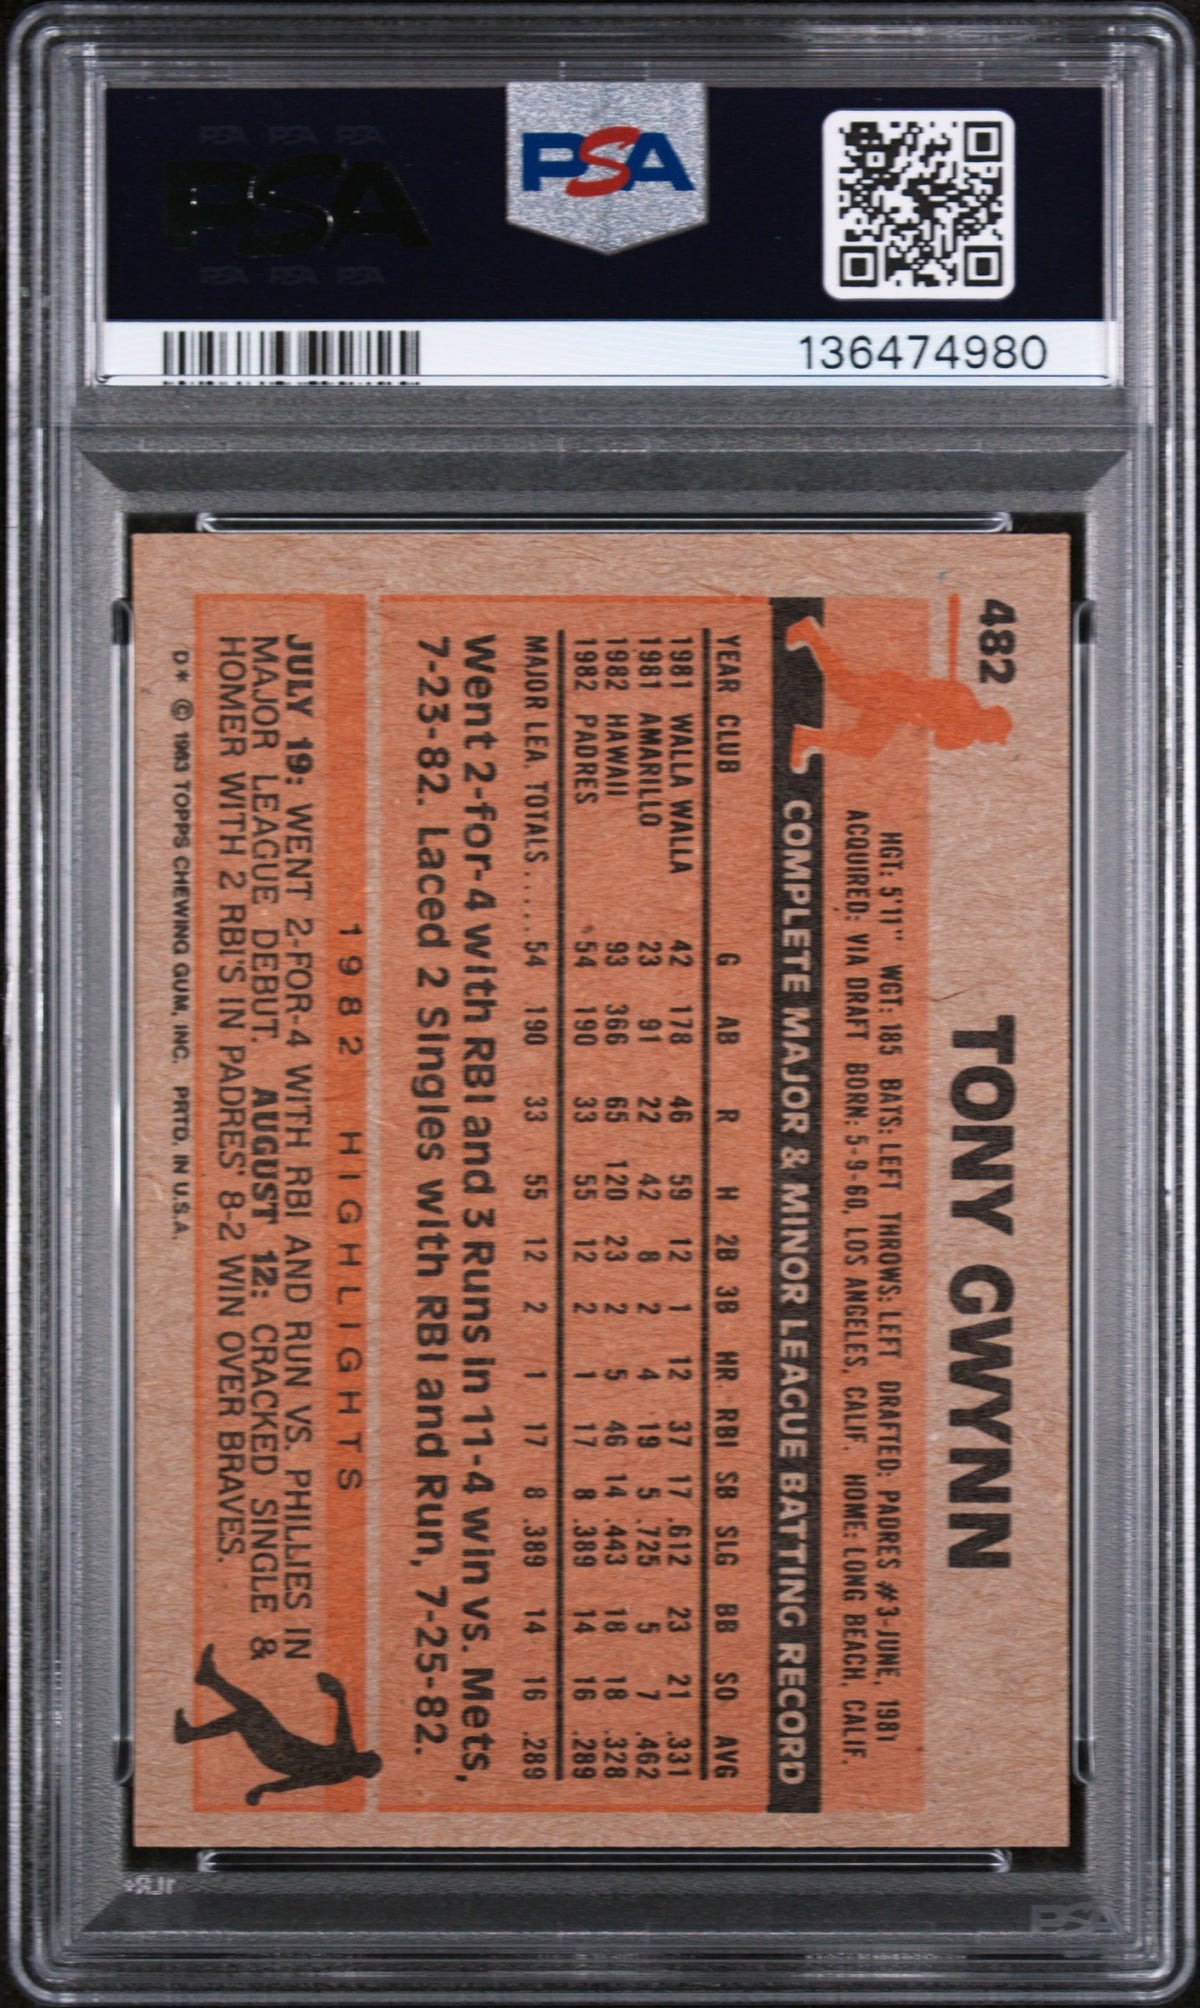 PSA PSA PSA
PSA
PSA PSA PSA
PSA
136474980
482
TONY GWYNN
HGT: 5'11" WGT: 185 BATS: LEFT THROWS: LEFT DRAFTED: PADRES #3-JUNE, 1981
ACQUIRED: VIA DRAFT BORN: 5-9-60, LOS ANGELES, CALIF. HOME: LONG BEACH, CALIF.
COMPLETE MAJOR & MINOR LEAGUE BATTING RECORD
YEAR CLUB G AB R H 2B 3B HR RBI SB SLG BB SO AVG
1981 WALLA WALLA 42 178 46 59 12 1 12 37 17 .612 23 21 .331
1981 AMARILLO 23 91 22 42 8 2 4 19 5 .725 5 7 .462
1982 HAWAII 93 366 65 120 23 2 5 46 14 .443 18 18 .328
1982 PADRES 54 190 33 55 12 2 1 17 8 .389 14 16 .289
MAJOR LEA. TOTALS..... 54 190 33 55 12 2 1 17 8 .389 14 16 .289
Went 2-for-4 with RBI and 3 Runs in 11-4 win vs. Mets,
7-23-82. Laced 2 Singles with RBI and Run, 7-25-82.
1982 HIGHLIGHTS
JULY 19: WENT 2-FOR-4 WITH RBI AND RUN VS. PHILLIES IN
MAJOR LEAGUE DEBUT. AUGUST 12: CRACKED SINGLE &
HOMER WITH 2 RBI'S IN PADRES' 8-2 WIN OVER BRAVES.
D* © 1983 TOPPS CHEWING GUM, INC. PRTD. IN U.S.A.
PSA